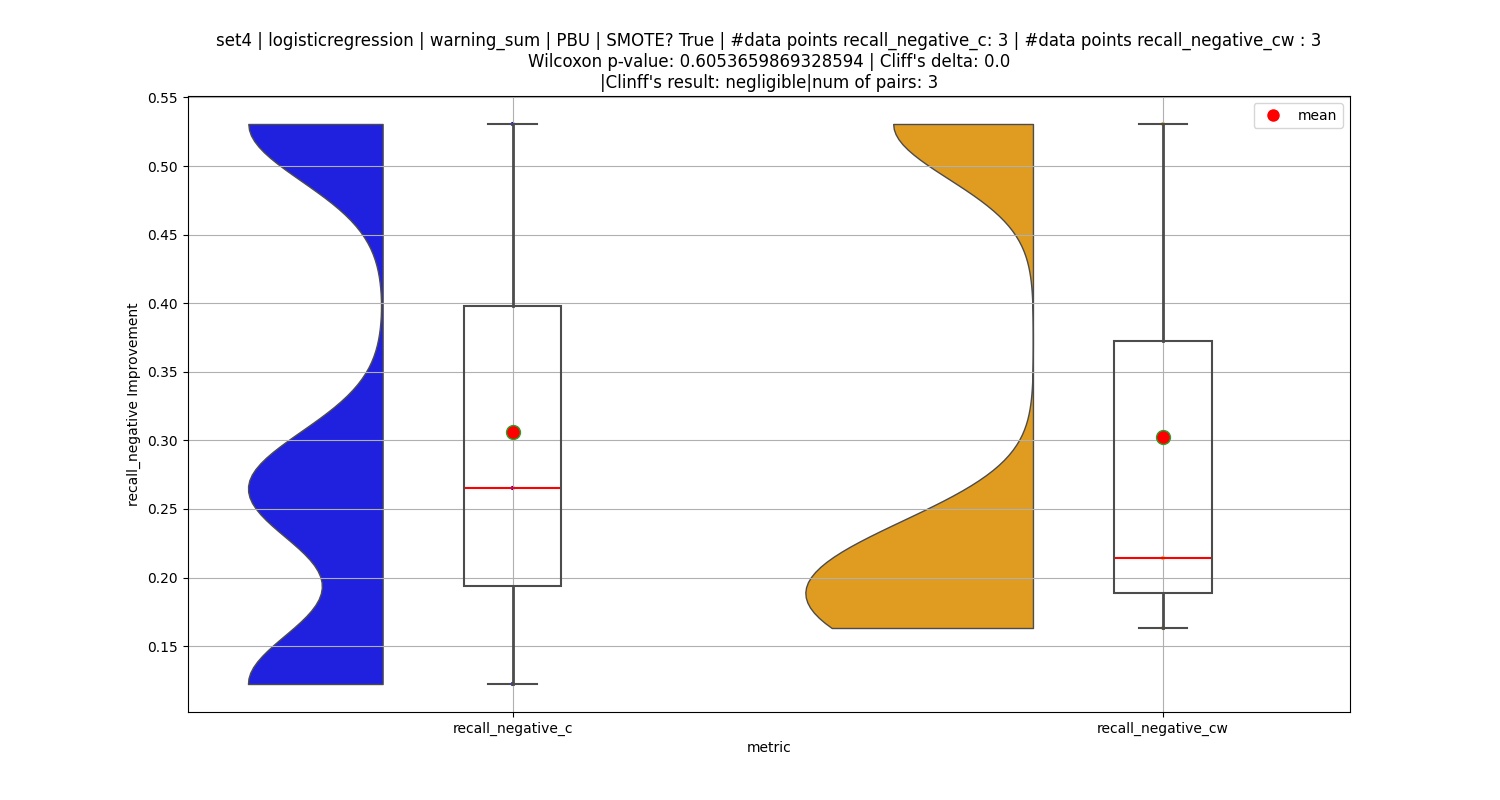 set4 | logisticregression | warning_sum | PBU | SMOTE? True | #data points recall_negative_c: 3 | #data points recall_negative_cw : 3
Wilcoxon p-value: 0.6053659869328594 | Cliff's delta: 0.0
|Clinff's result: negligible|num of pairs: 3
mean
0.55
0.50
0.45
0.40
0.35
0.30
0.25
0.20
0.15
recall_negative Improvement
recall_negative_c
recall_negative_cw
metric